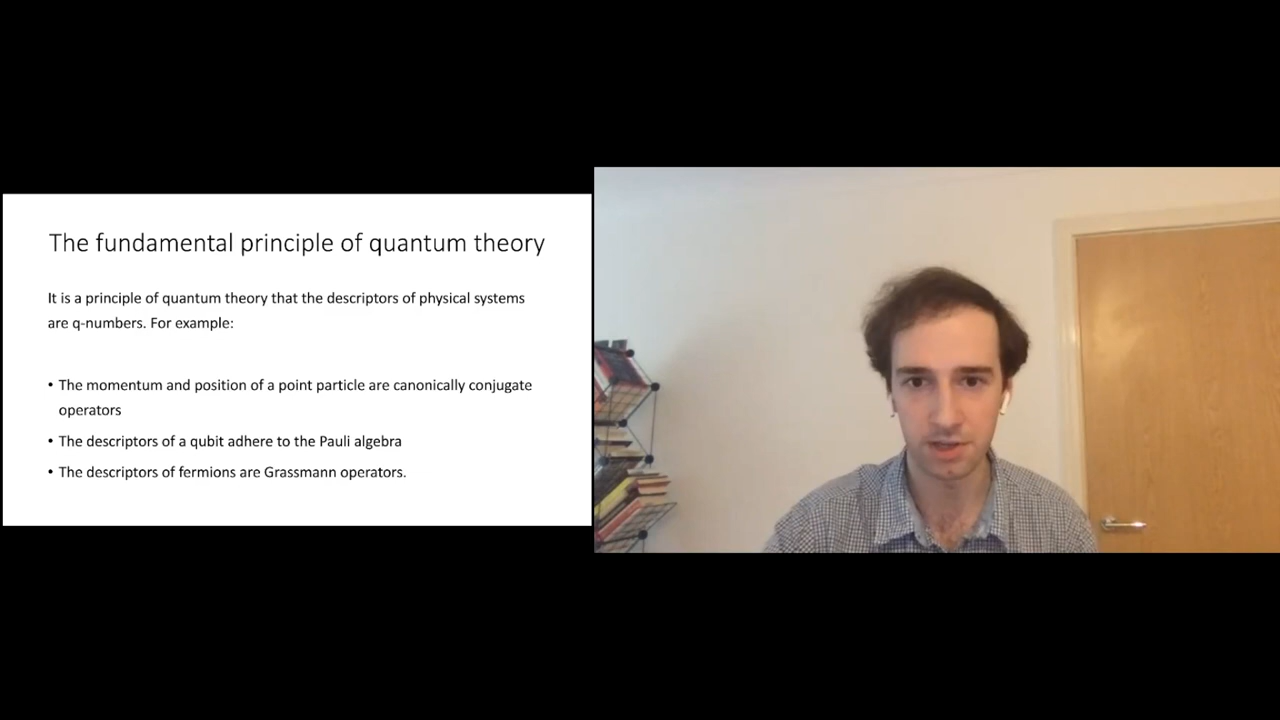 The fundamental principle of quantum theory
It is a principle of quantum theory that the descriptors of physical systems
are q-numbers. For example:
• The momentum and position of a point particle are canonically conjugate
operators
• The descriptors of a qubit adhere to the Pauli algebra
• The descriptors of fermions are Grassmann operators.